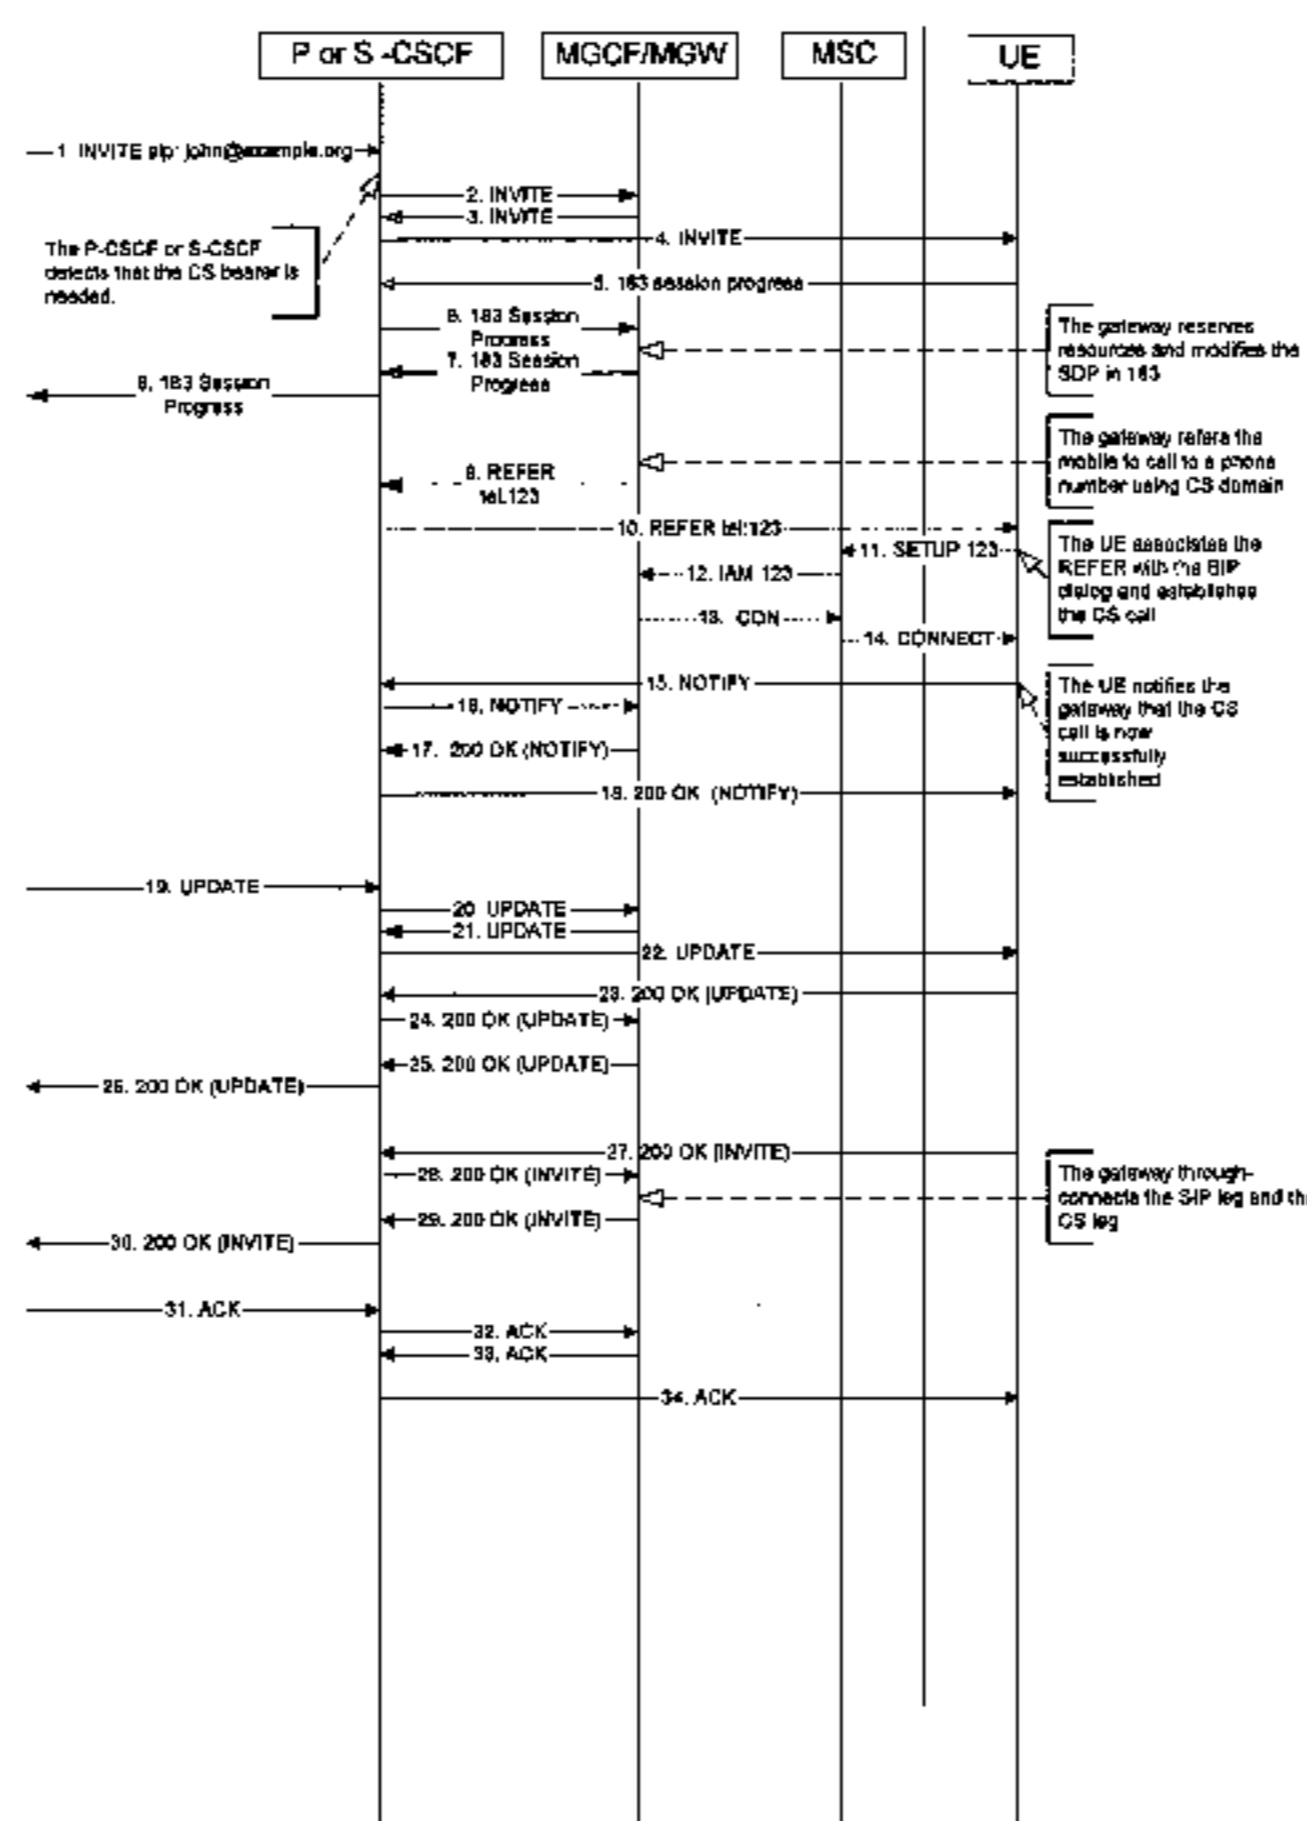 P or S -CSCF
MGCF/MGW
MSC
UE
1 INVITE sip: john@example.org
2. INVITE
3. INVITE
4. INVITE
The P-CSCF or S-CSCF
detects that the CS bearer is
needed.
5. 183 session progress
6. 183 Session
Progress
The gateway reserves
resources and modifies the
SDP in 183
7. 183 Session
Progress
8. 183 Session
Progress
The gateway refers the
mobile to call to a phone
number using CS domain
9. REFER
tel.123
10. REFER tel:123
11. SETUP 123
The UE associates the
REFER with the SIP
dialog and establishes
the CS call
12. IAM 123
13. CON
14. CONNECT
15. NOTIFY
The UE notifies the
gateway that the CS
call is now
successfully
established
16. NOTIFY
17. 200 OK (NOTIFY)
18. 200 OK (NOTIFY)
19. UPDATE
20 UPDATE
21. UPDATE
22. UPDATE
23. 200 OK (UPDATE)
24. 200 OK (UPDATE)
25. 200 OK (UPDATE)
26. 200 OK (UPDATE)
27. 200 OK (INVITE)
28. 200 OK (INVITE)
The gateway through-
connects the SIP leg and the
CS leg
29. 200 OK (INVITE)
30. 200 OK (INVITE)
31. ACK
32. ACK
33. ACK
34. ACK